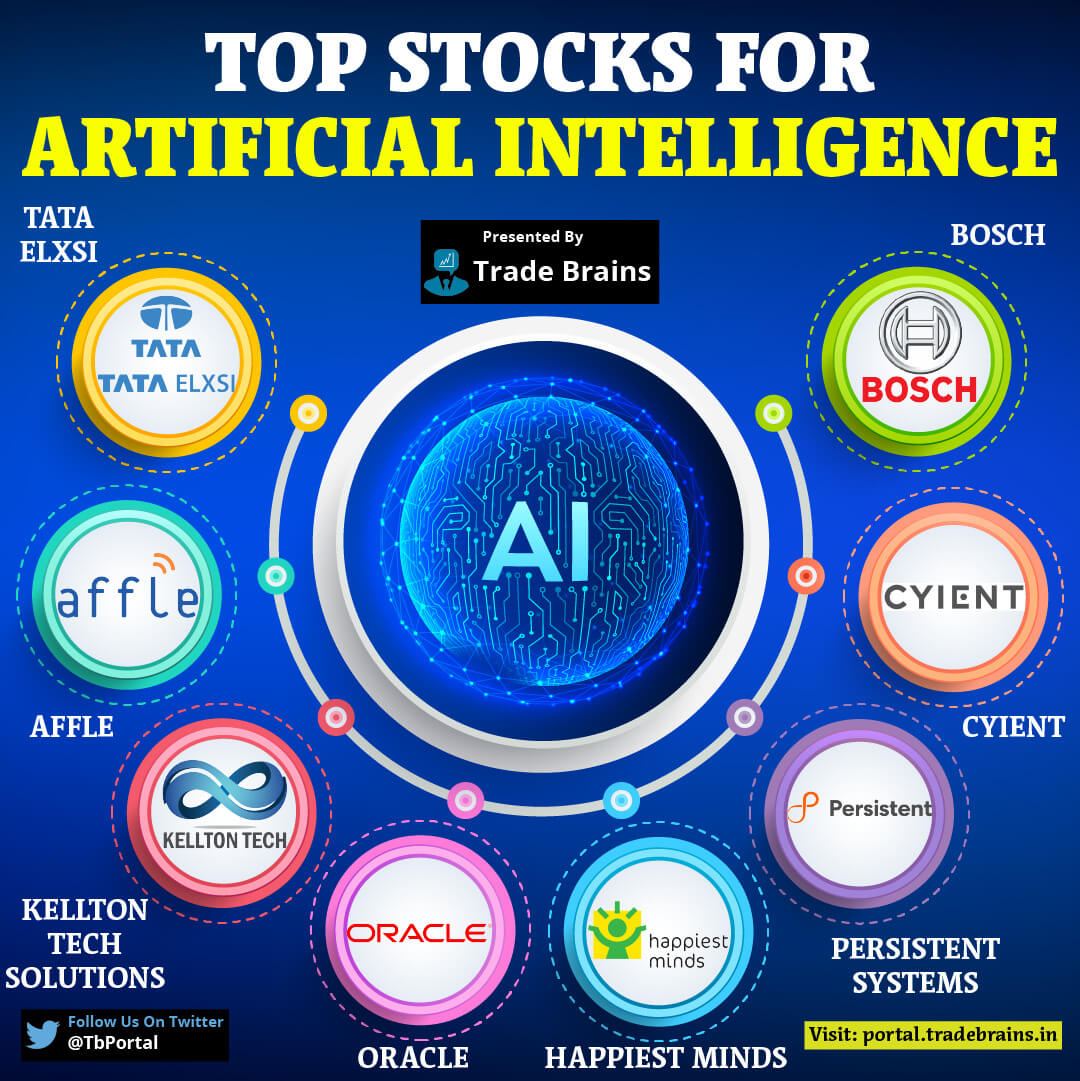 TOP STOCKS FOR
ARTIFICIAL INTELLIGENCE
Presented By
Trade Brains
TATA
ELXSI
TATA
TATA ELXSI
BOSCH
BOSCH
AI
affle
AFFLE
CYIENT
CYIENT
KELLTON TECH
KELLTON
TECH
SOLUTIONS
Persistent
PERSISTENT
SYSTEMS
ORACLE
ORACLE
happiest
minds
HAPPIEST MINDS
Follow Us On Twitter
@TbPortal
Visit: portal.tradebrains.in